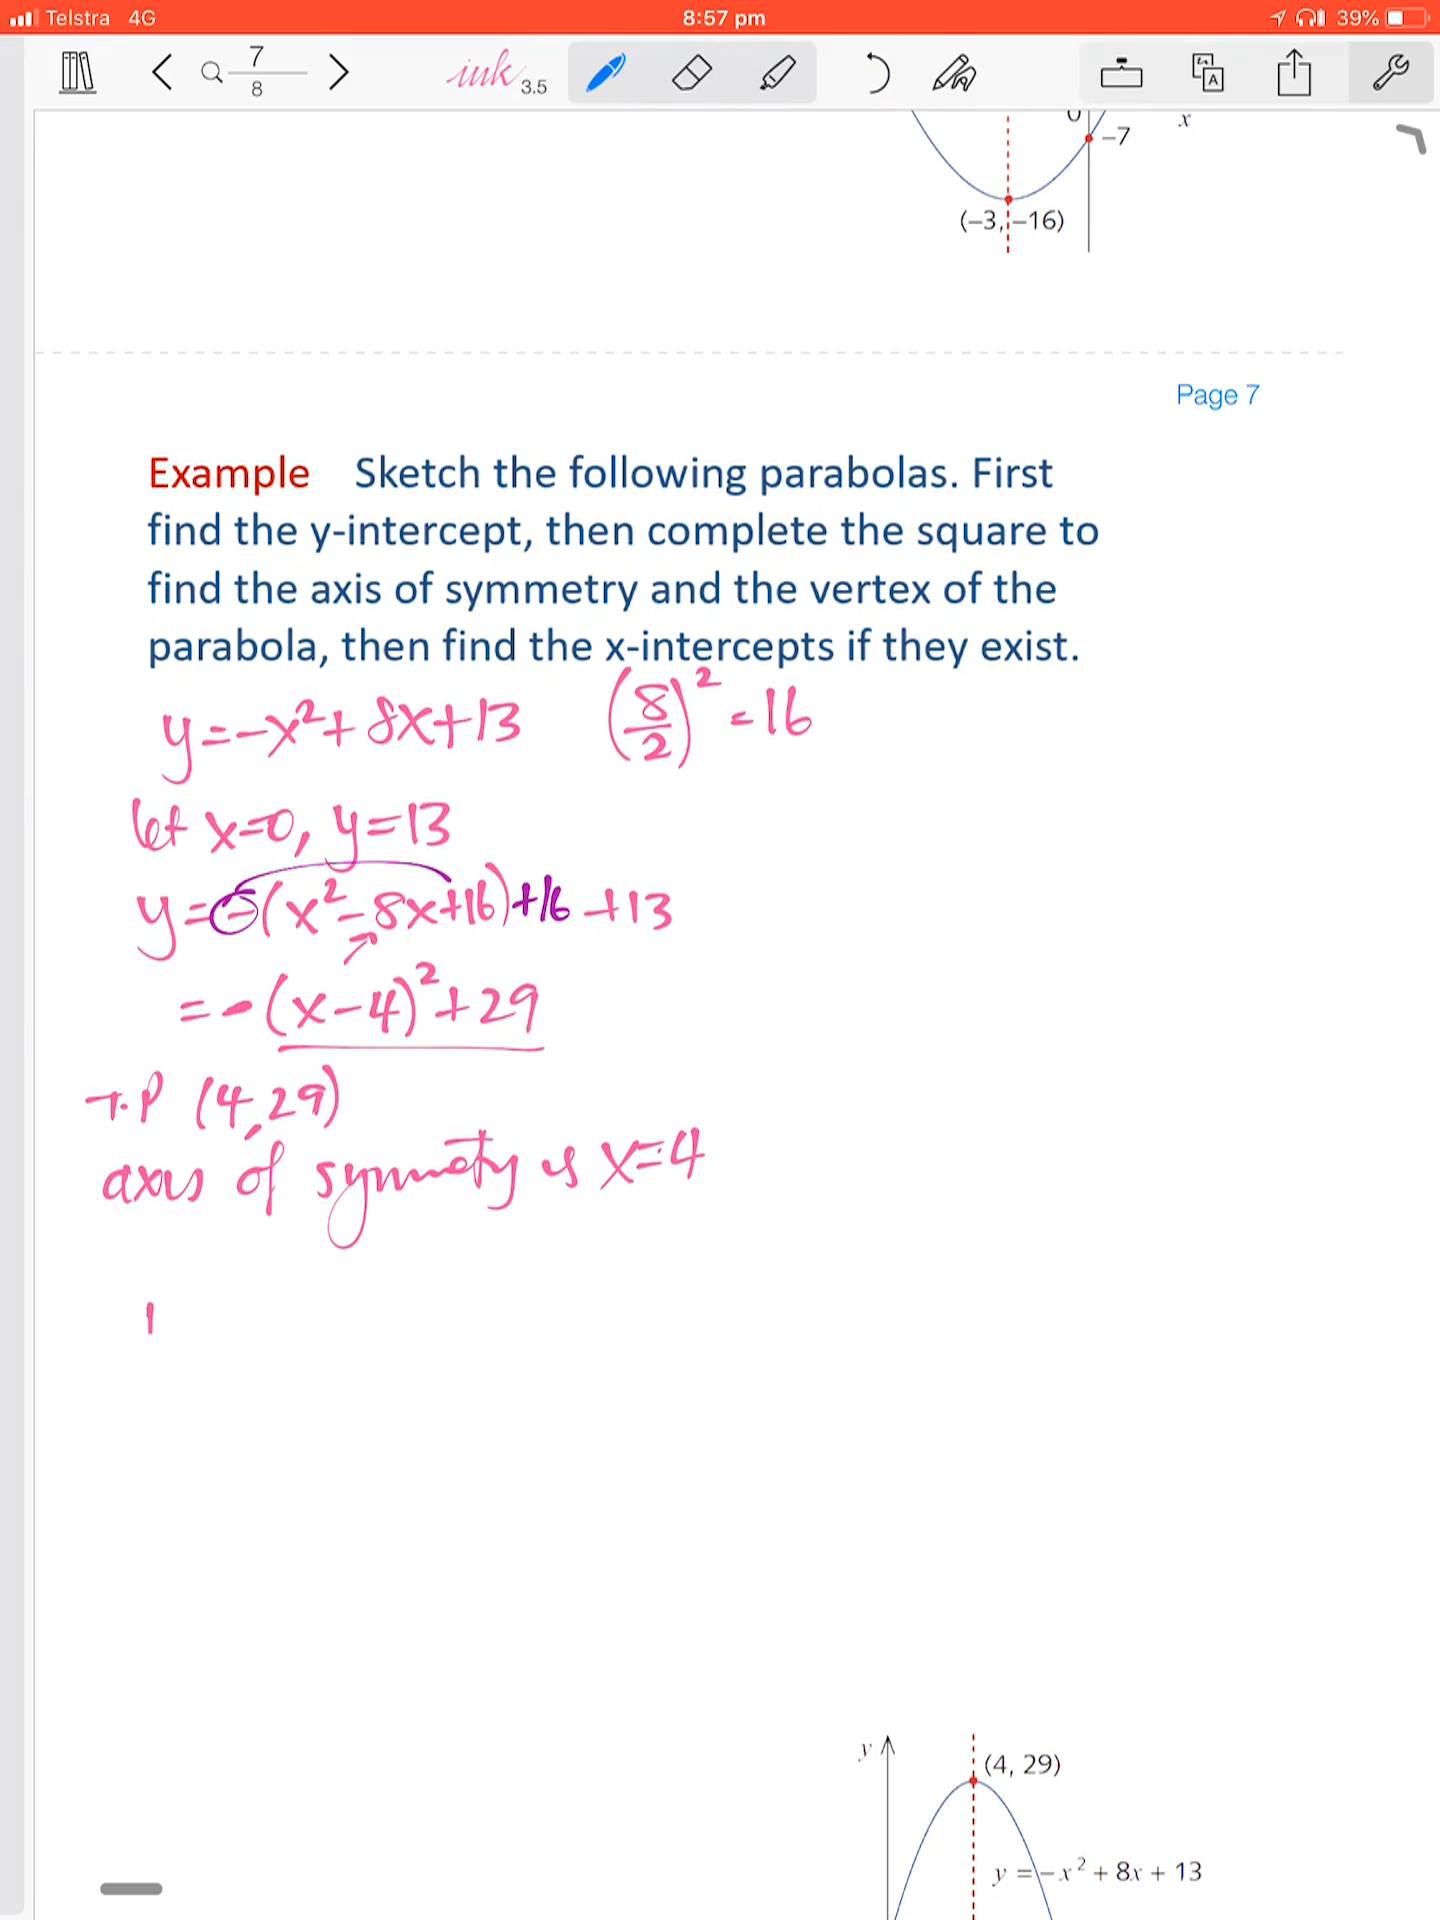 Telstra 4G 8:57 pm 39%
7
8
ink 3.5
0
x
-7
(-3, -16)
Page 7
Example Sketch the following parabolas. First
find the y-intercept, then complete the square to
find the axis of symmetry and the vertex of the
parabola, then find the x-intercepts if they exist.
y=-x²+8x+13 (8/2)²=16
let x=0, y=13
y=-(x²-8x+16)+16+13
=-(x-4)²+29
T.P (4,29)
axis of symmetry is x=4
y
(4, 29)
y = -x² + 8x + 13